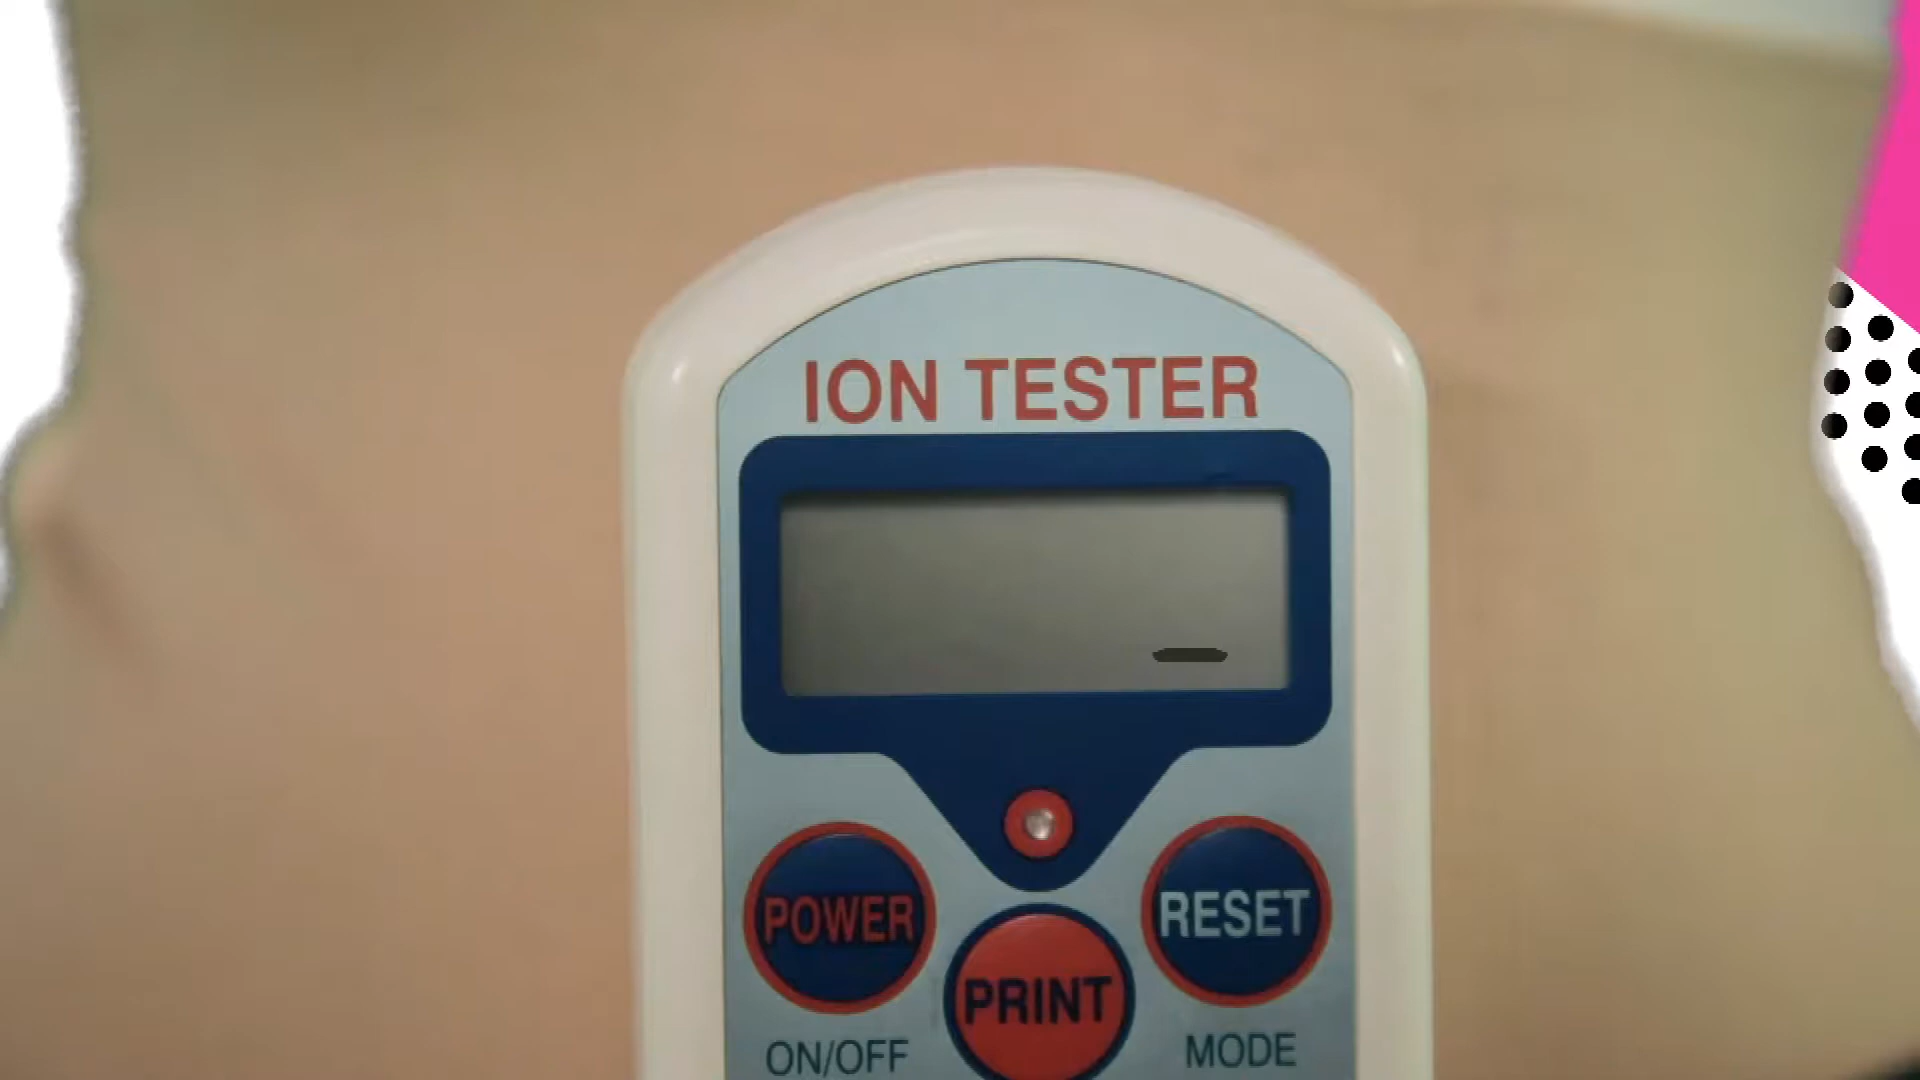 ION TESTER
POWER
RESET
PRINT
ON/OFF
MODE